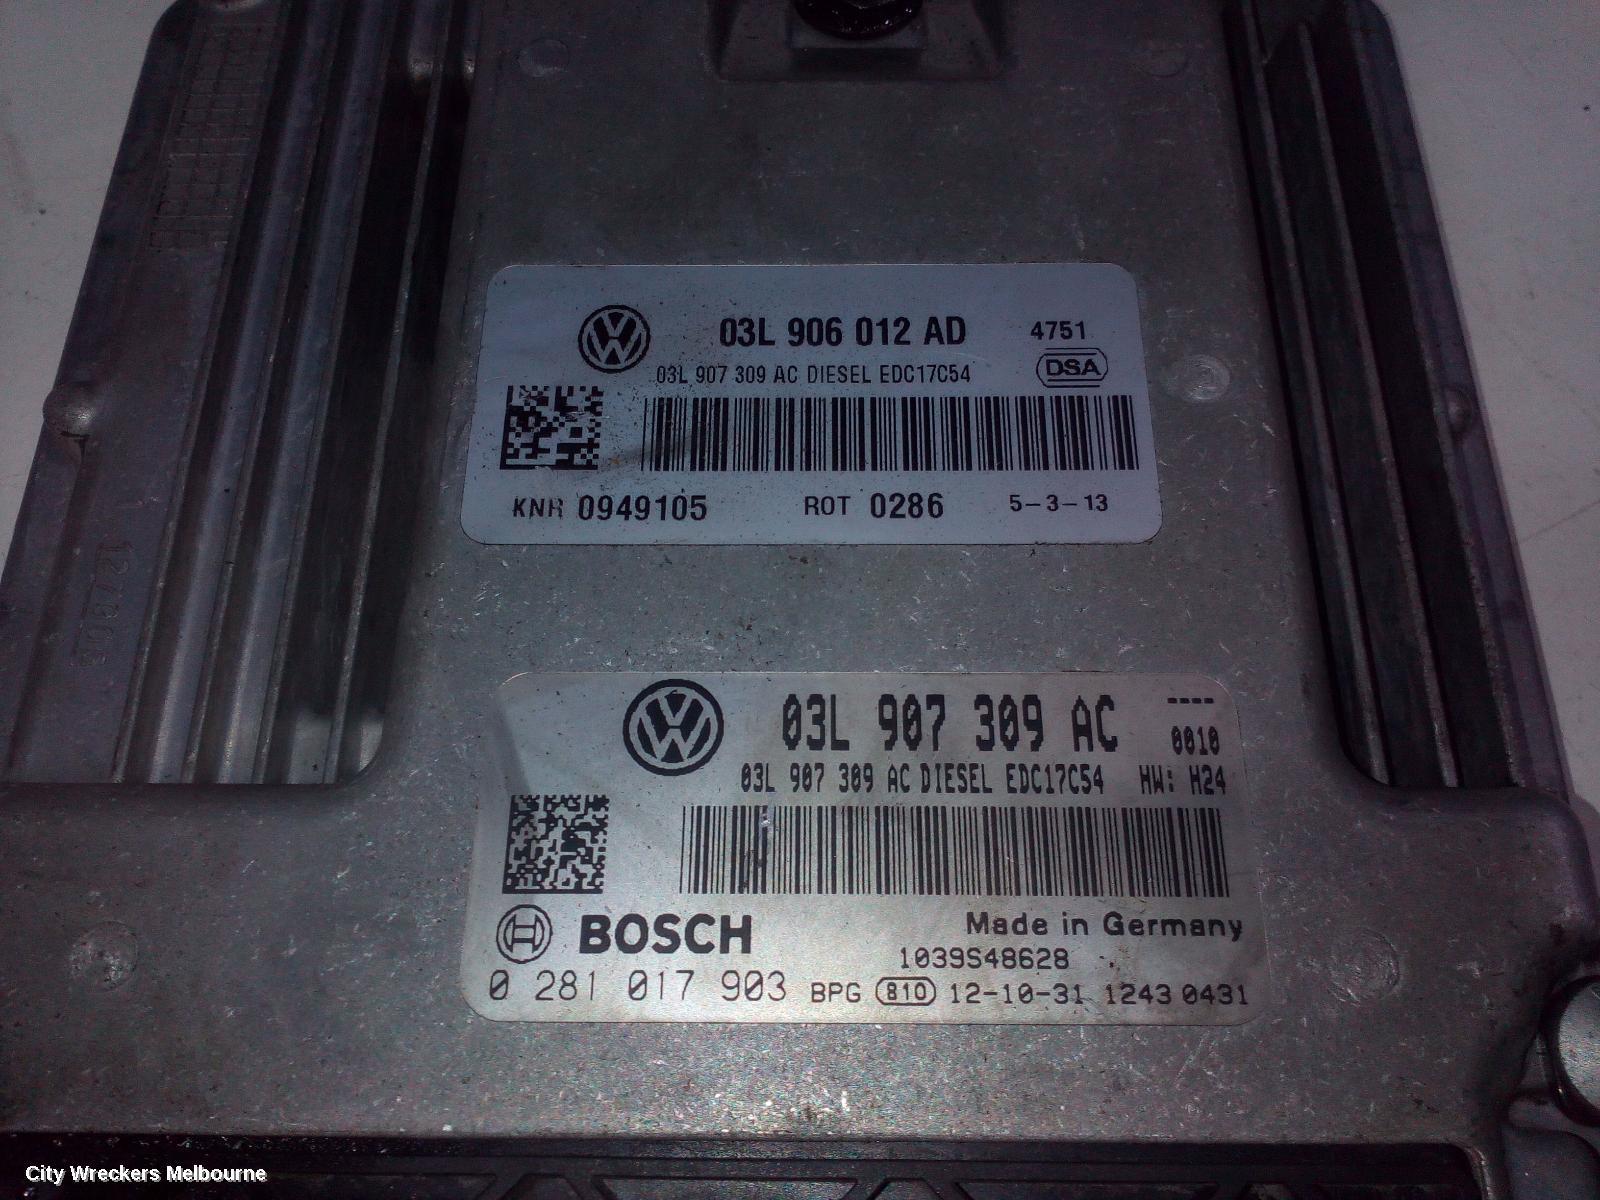 03L 906 012 AD 4751
03L 907 309 AC DIESEL EDC17C54 DSA
KNR 0949105 ROT 0286 5-3-13
03L 907 309 AC ----
0010
03L 907 309 AC DIESEL EDC17C54 HW: H24
BOSCH Made in Germany
1039S48628
0 281 017 903 BPG 810 12-10-31 1243 0431
City Wreckers Melbourne